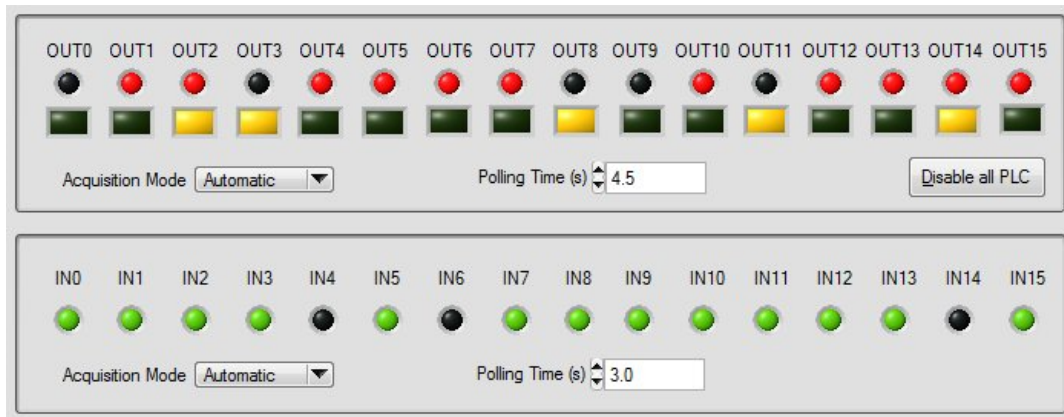 OUT0 OUT1 OUT2 OUT3 OUT4 OUT5 OUT6 OUT7 OUT8 OUT9 OUT10 OUT11 OUT12 OUT13 OUT14 OUT15
Acquisition Mode Automatic Polling Time (s) 4.5 Disable all PLC
IN0 IN1 IN2 IN3 IN4 IN5 IN6 IN7 IN8 IN9 IN10 IN11 IN12 IN13 IN14 IN15
Acquisition Mode Automatic Polling Time (s) 3.0